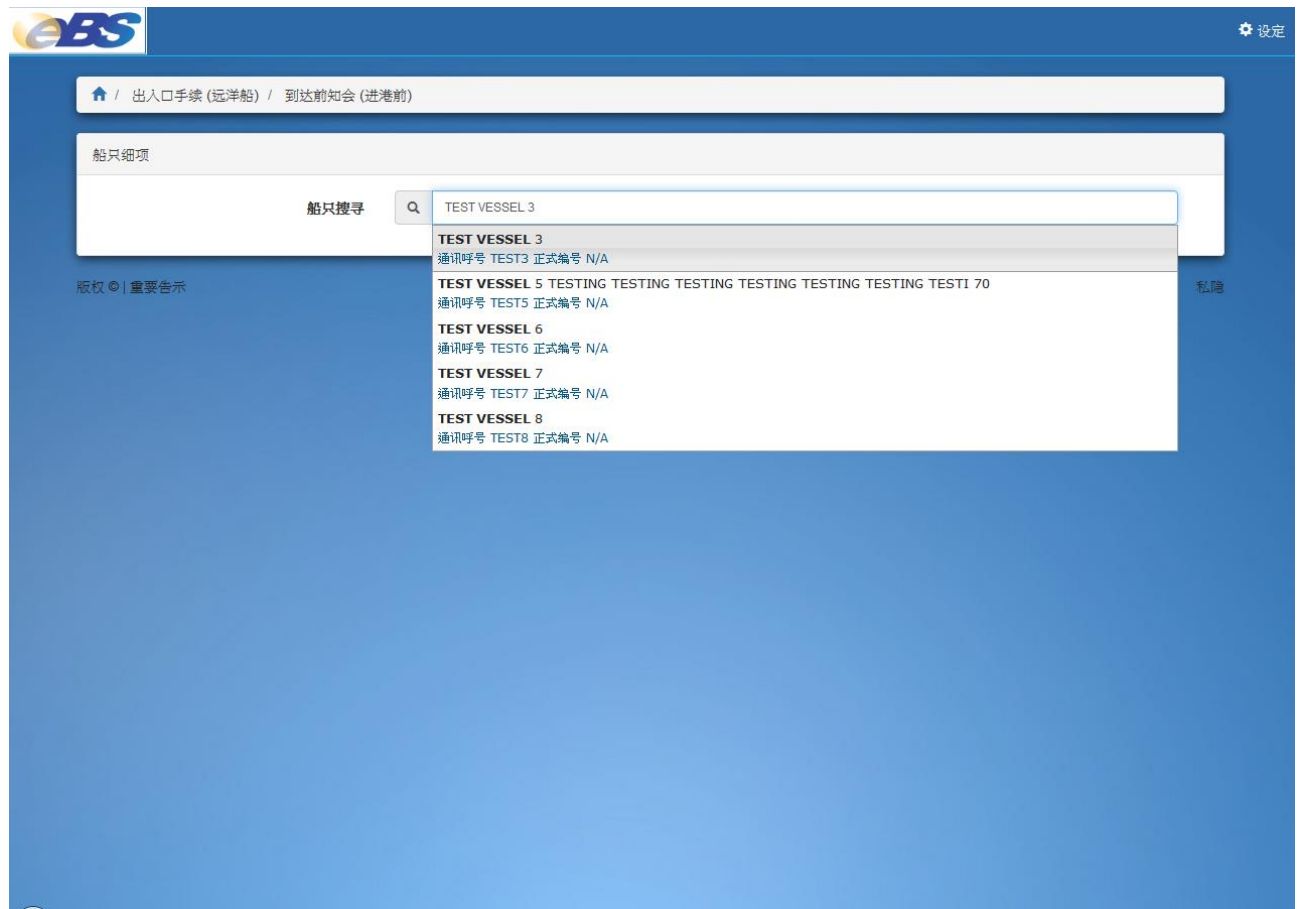 eBS
设定
/ 出入口手续 (远洋船) / 到达前知会 (进港前)
船只细项
船只搜寻 TEST VESSEL 3
TEST VESSEL 3
通讯呼号 TEST3 正式编号 N/A
TEST VESSEL 5 TESTING TESTING TESTING TESTING TESTING TESTING TESTI 70
通讯呼号 TEST5 正式编号 N/A
TEST VESSEL 6
通讯呼号 TEST6 正式编号 N/A
TEST VESSEL 7
通讯呼号 TEST7 正式编号 N/A
TEST VESSEL 8
通讯呼号 TEST8 正式编号 N/A
版权 ©| 重要告示 私隐